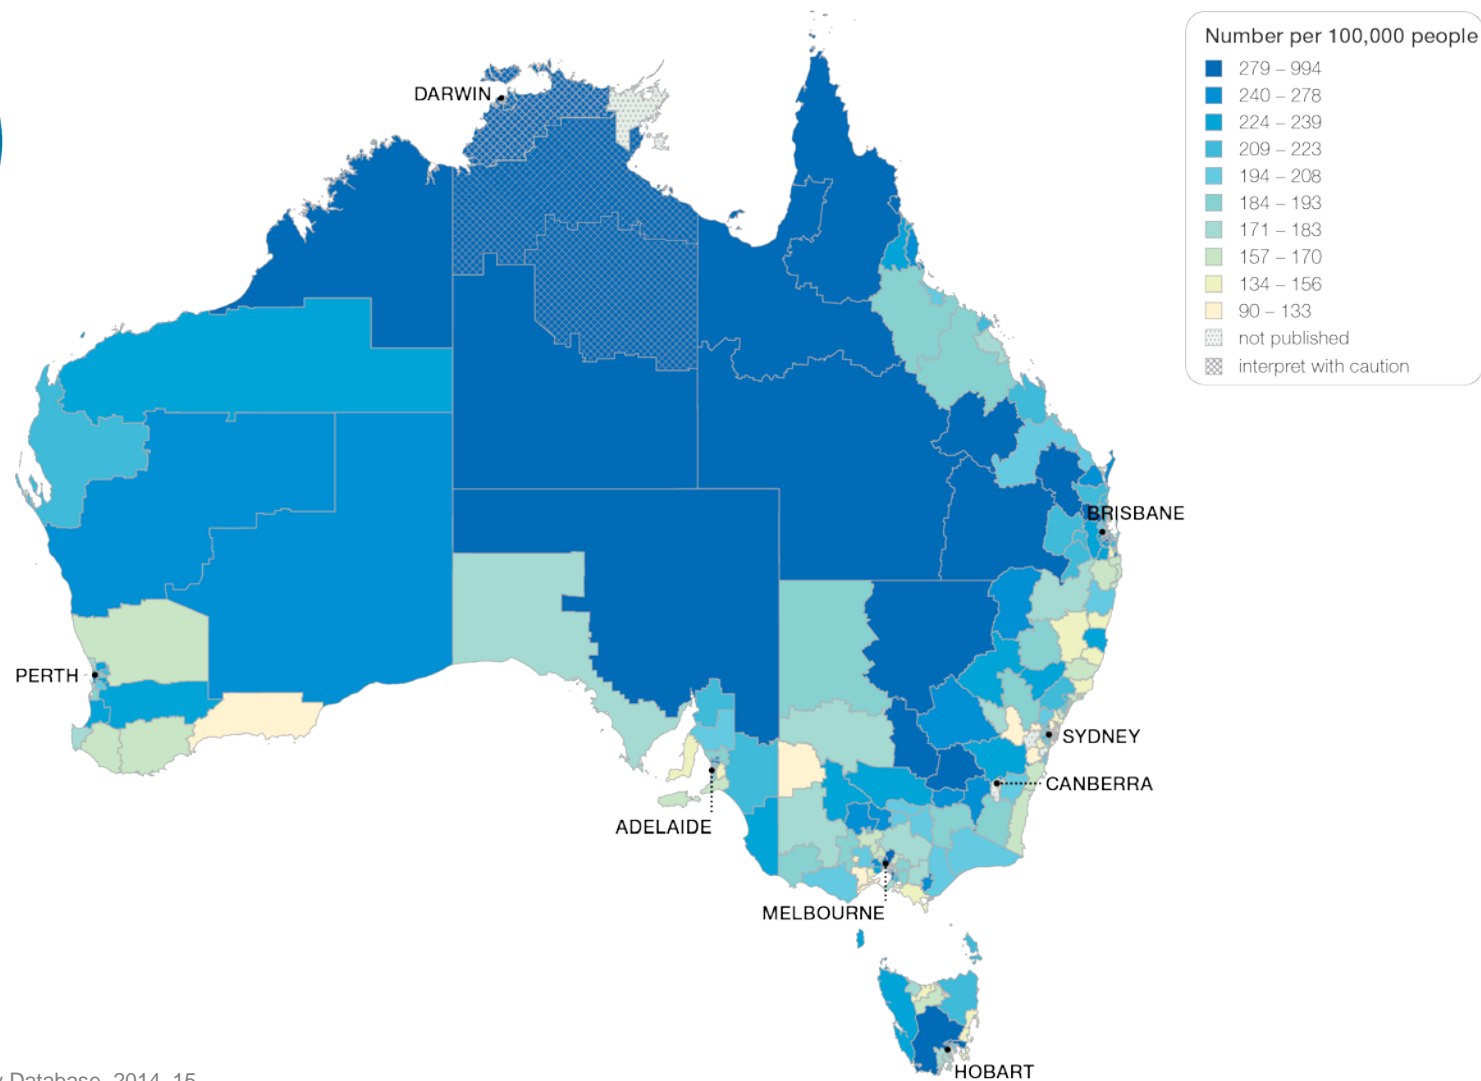 Number per 100,000 people
279 – 994
240 – 278
224 – 239
209 – 223
194 – 208
184 – 193
171 – 183
157 – 170
134 – 156
90 – 133
not published
interpret with caution
DARWIN
BRISBANE
PERTH
SYDNEY
CANBERRA
ADELAIDE
MELBOURNE
HOBART
Database, 2014–15